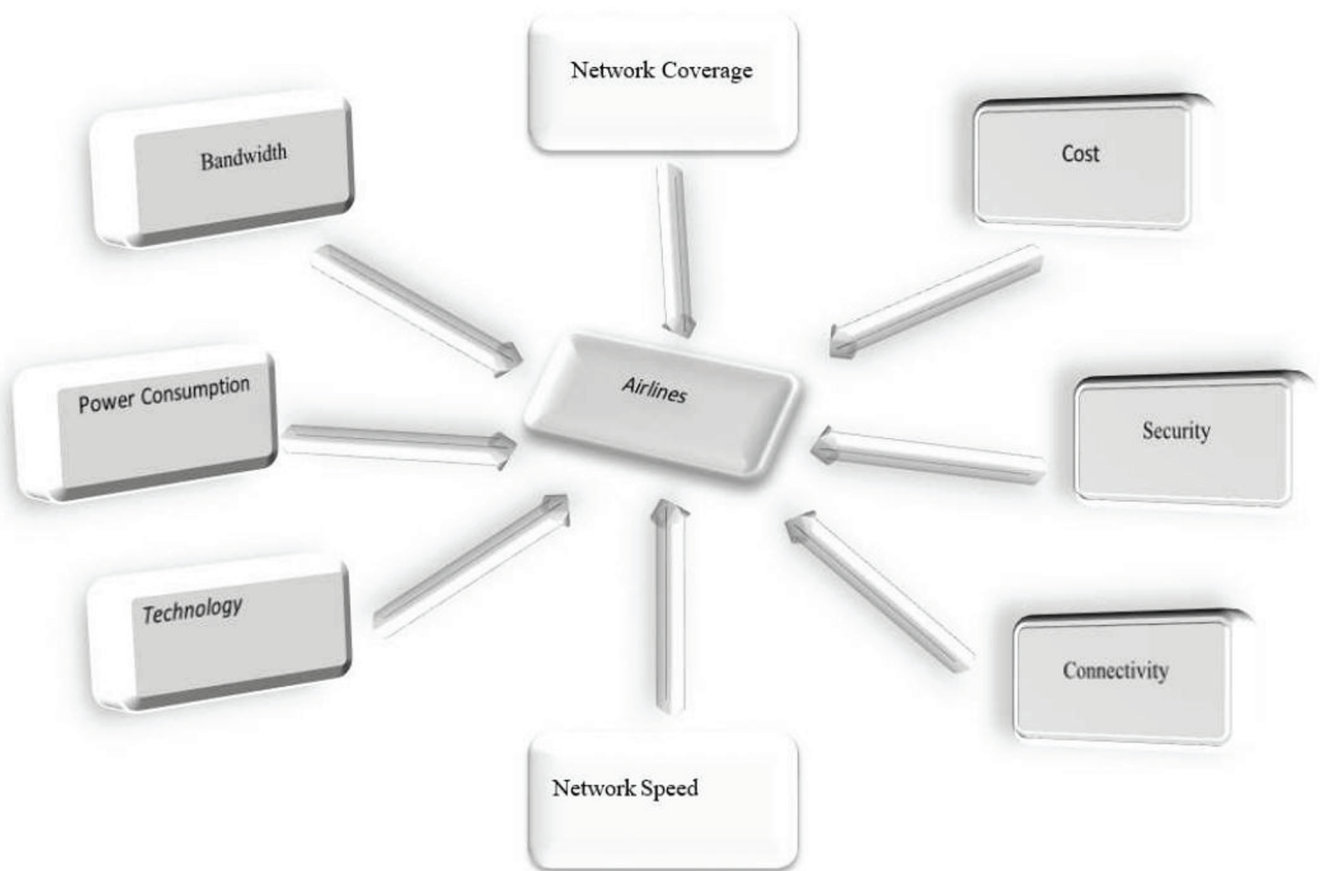 Network Coverage
Bandwidth
Cost
Airlines
Power Consumption
Security
Technology
Connectivity
Network Speed